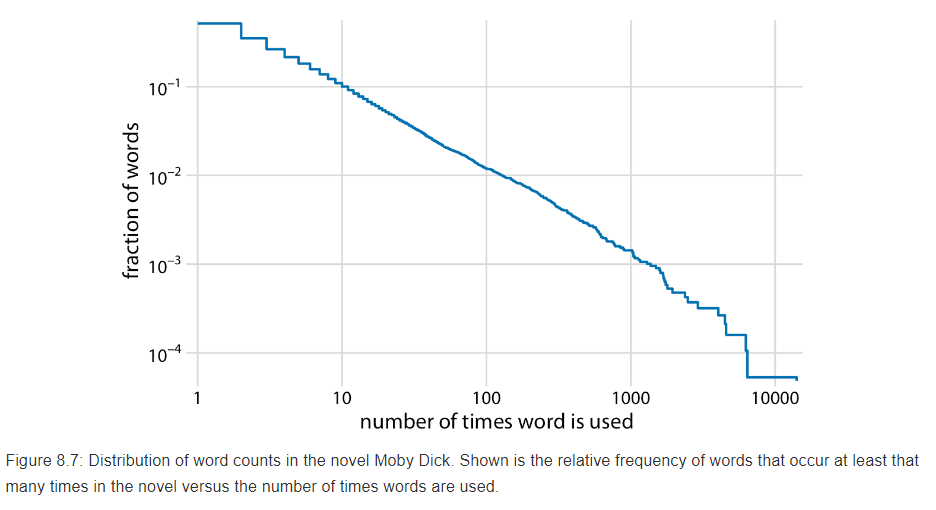 fraction of words
10⁻¹
10⁻²
10⁻³
10⁻⁴
1 10 100 1000 10000
number of times word is used
Figure 8.7: Distribution of word counts in the novel Moby Dick. Shown is the relative frequency of words that occur at least that
many times in the novel versus the number of times words are used.